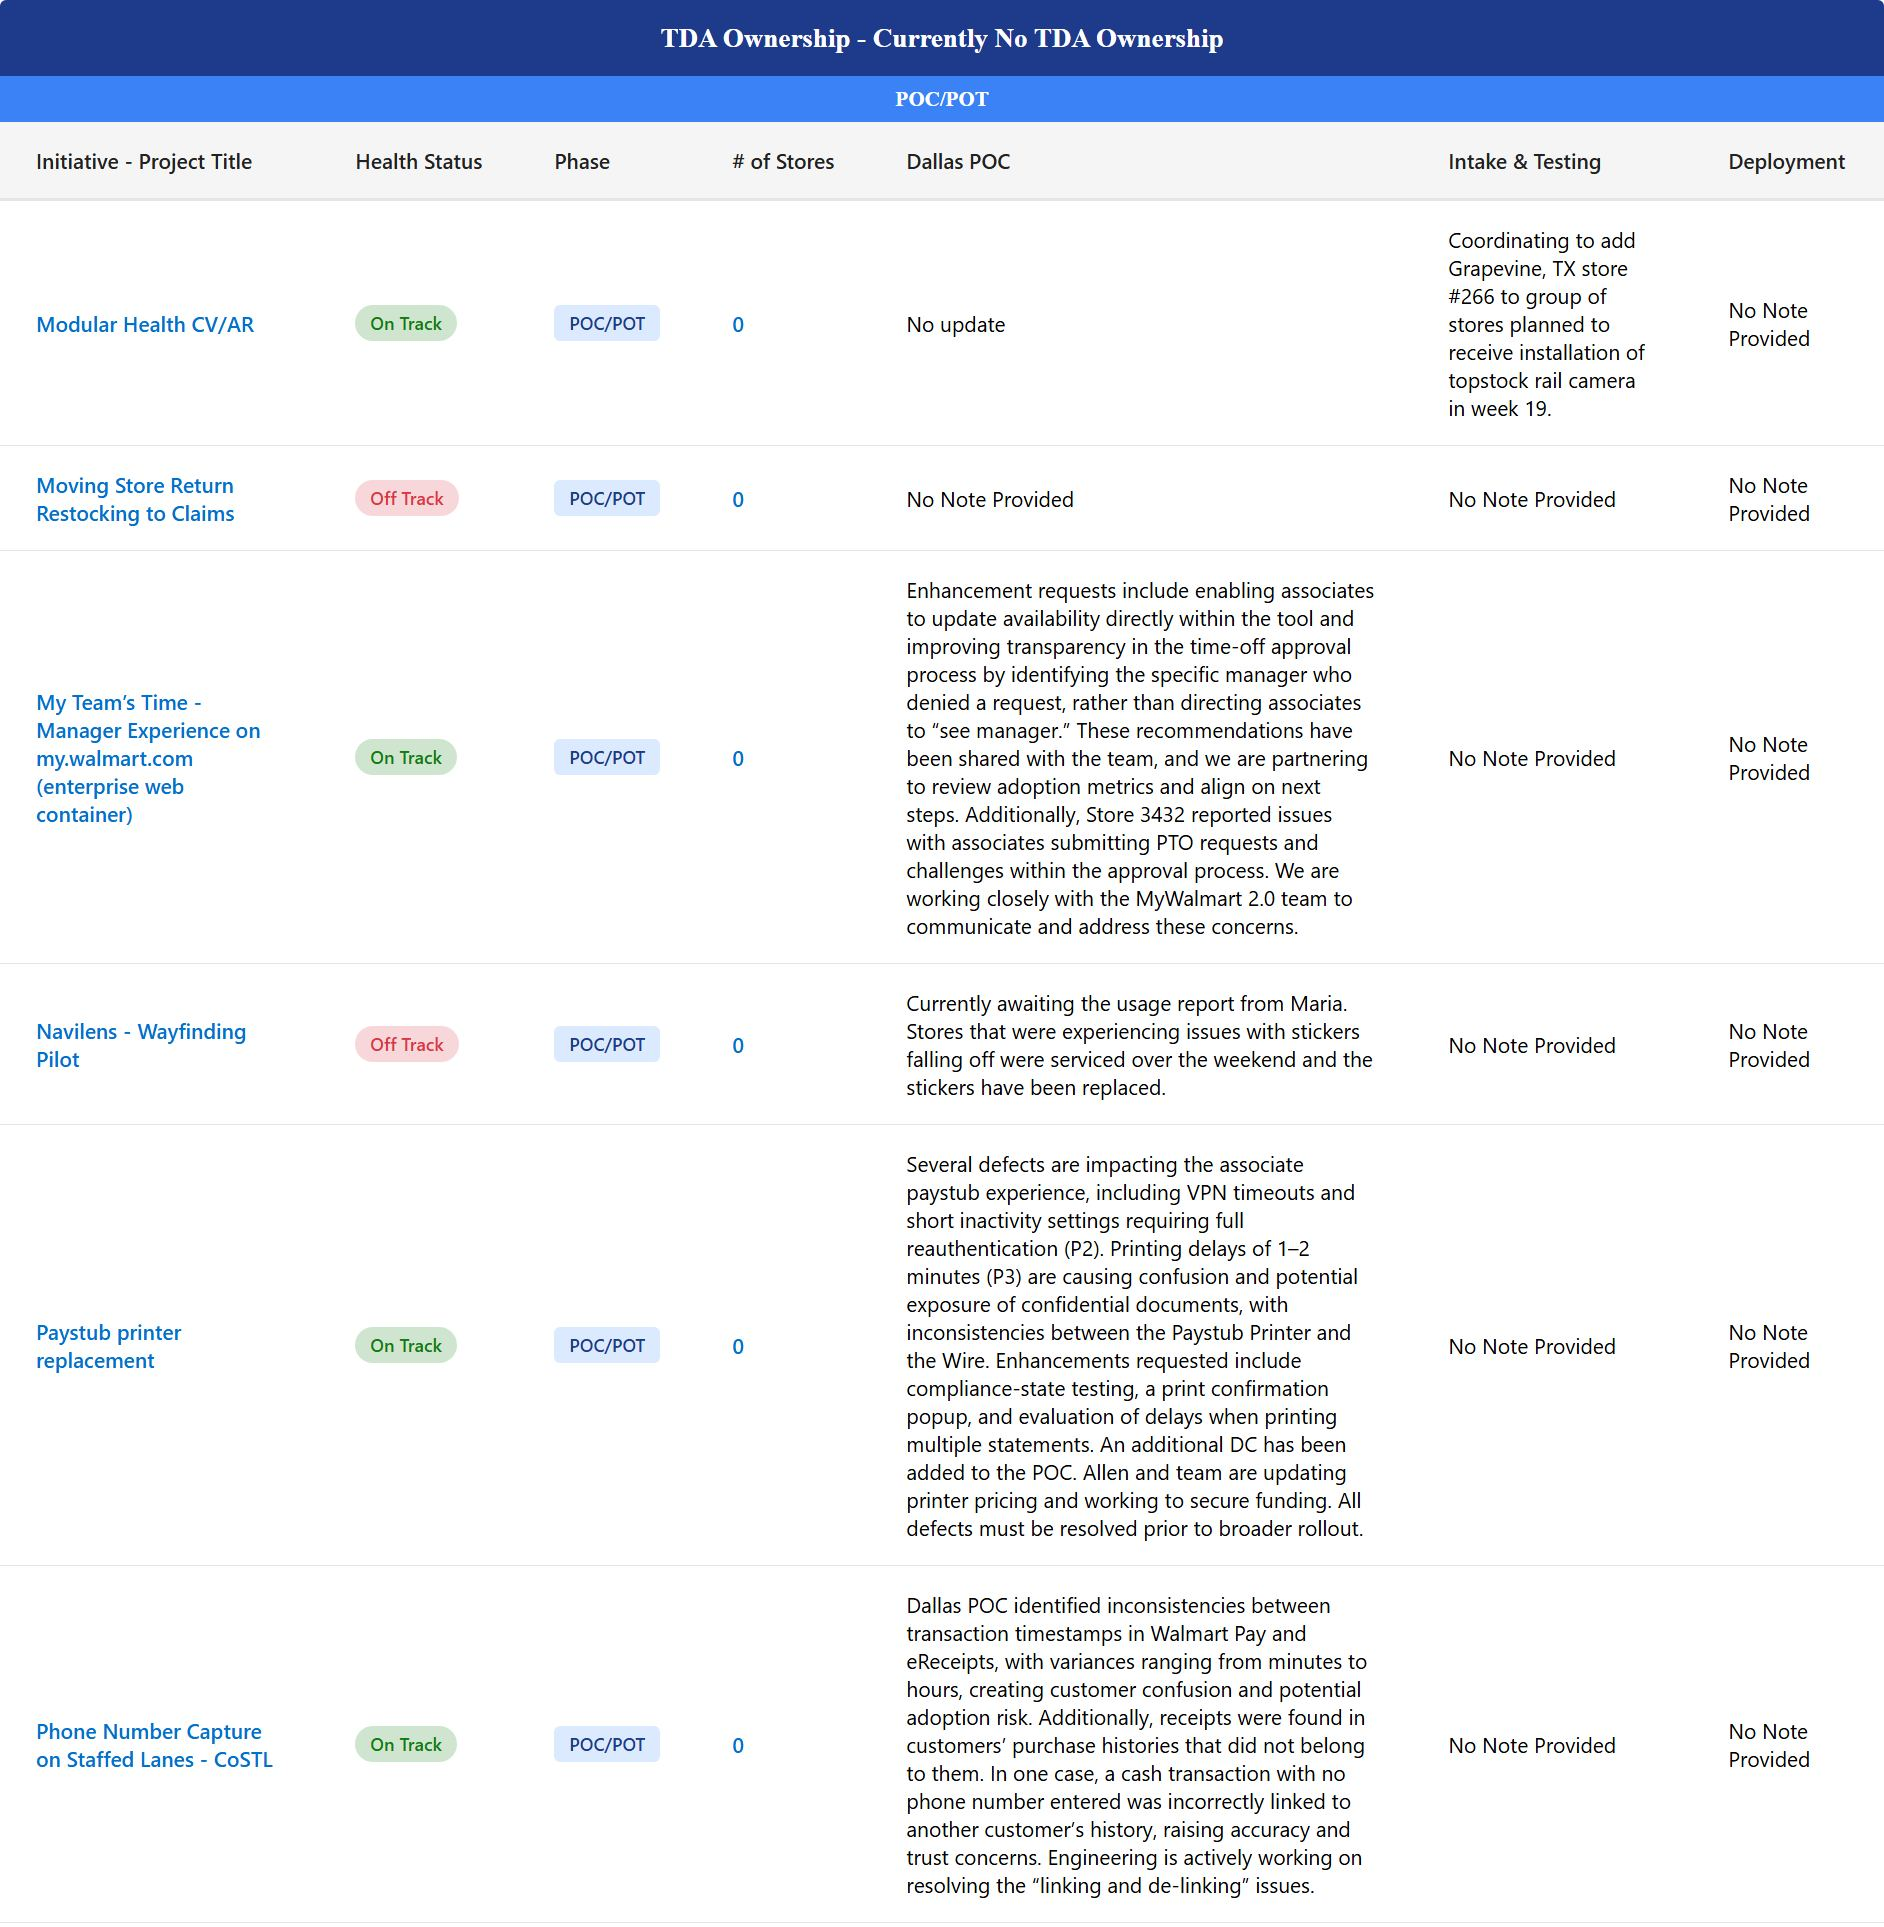 TDA Ownership - Currently No TDA Ownership
POC/POT
Initiative - Project Title
Health Status
Phase
# of Stores
Dallas POC
Intake & Testing
Deployment
Modular Health CV/AR
On Track
POC/POT
0
No update
Coordinating to add
Grapevine, TX store
#266 to group of
stores planned to
receive installation of
topstock rail camera
in week 19.
No Note
Provided
Moving Store Return
Restocking to Claims
Off Track
POC/POT
0
No Note Provided
No Note Provided
No Note
Provided
My Team’s Time -
Manager Experience on
my.walmart.com
(enterprise web
container)
On Track
POC/POT
0
Enhancement requests include enabling associates
to update availability directly within the tool and
improving transparency in the time-off approval
process by identifying the specific manager who
denied a request, rather than directing associates
to “see manager.” These recommendations have
been shared with the team, and we are partnering
to review adoption metrics and align on next
steps. Additionally, Store 3432 reported issues
with associates submitting PTO requests and
challenges within the approval process. We are
working closely with the MyWalmart 2.0 team to
communicate and address these concerns.
No Note Provided
No Note
Provided
Navilens - Wayfinding
Pilot
Off Track
POC/POT
0
Currently awaiting the usage report from Maria.
Stores that were experiencing issues with stickers
falling off were serviced over the weekend and the
stickers have been replaced.
No Note Provided
No Note
Provided
Paystub printer
replacement
On Track
POC/POT
0
Several defects are impacting the associate
paystub experience, including VPN timeouts and
short inactivity settings requiring full
reauthentication (P2). Printing delays of 1–2
minutes (P3) are causing confusion and potential
exposure of confidential documents, with
inconsistencies between the Paystub Printer and
the Wire. Enhancements requested include
compliance-state testing, a print confirmation
popup, and evaluation of delays when printing
multiple statements. An additional DC has been
added to the POC. Allen and team are updating
printer pricing and working to secure funding. All
defects must be resolved prior to broader rollout.
No Note Provided
No Note
Provided
Phone Number Capture
on Staffed Lanes - CoSTL
On Track
POC/POT
0
Dallas POC identified inconsistencies between
transaction timestamps in Walmart Pay and
eReceipts, with variances ranging from minutes to
hours, creating customer confusion and potential
adoption risk. Additionally, receipts were found in
customers’ purchase histories that did not belong
to them. In one case, a cash transaction with no
phone number entered was incorrectly linked to
another customer’s history, raising accuracy and
trust concerns. Engineering is actively working on
resolving the “linking and de-linking” issues.
No Note Provided
No Note
Provided